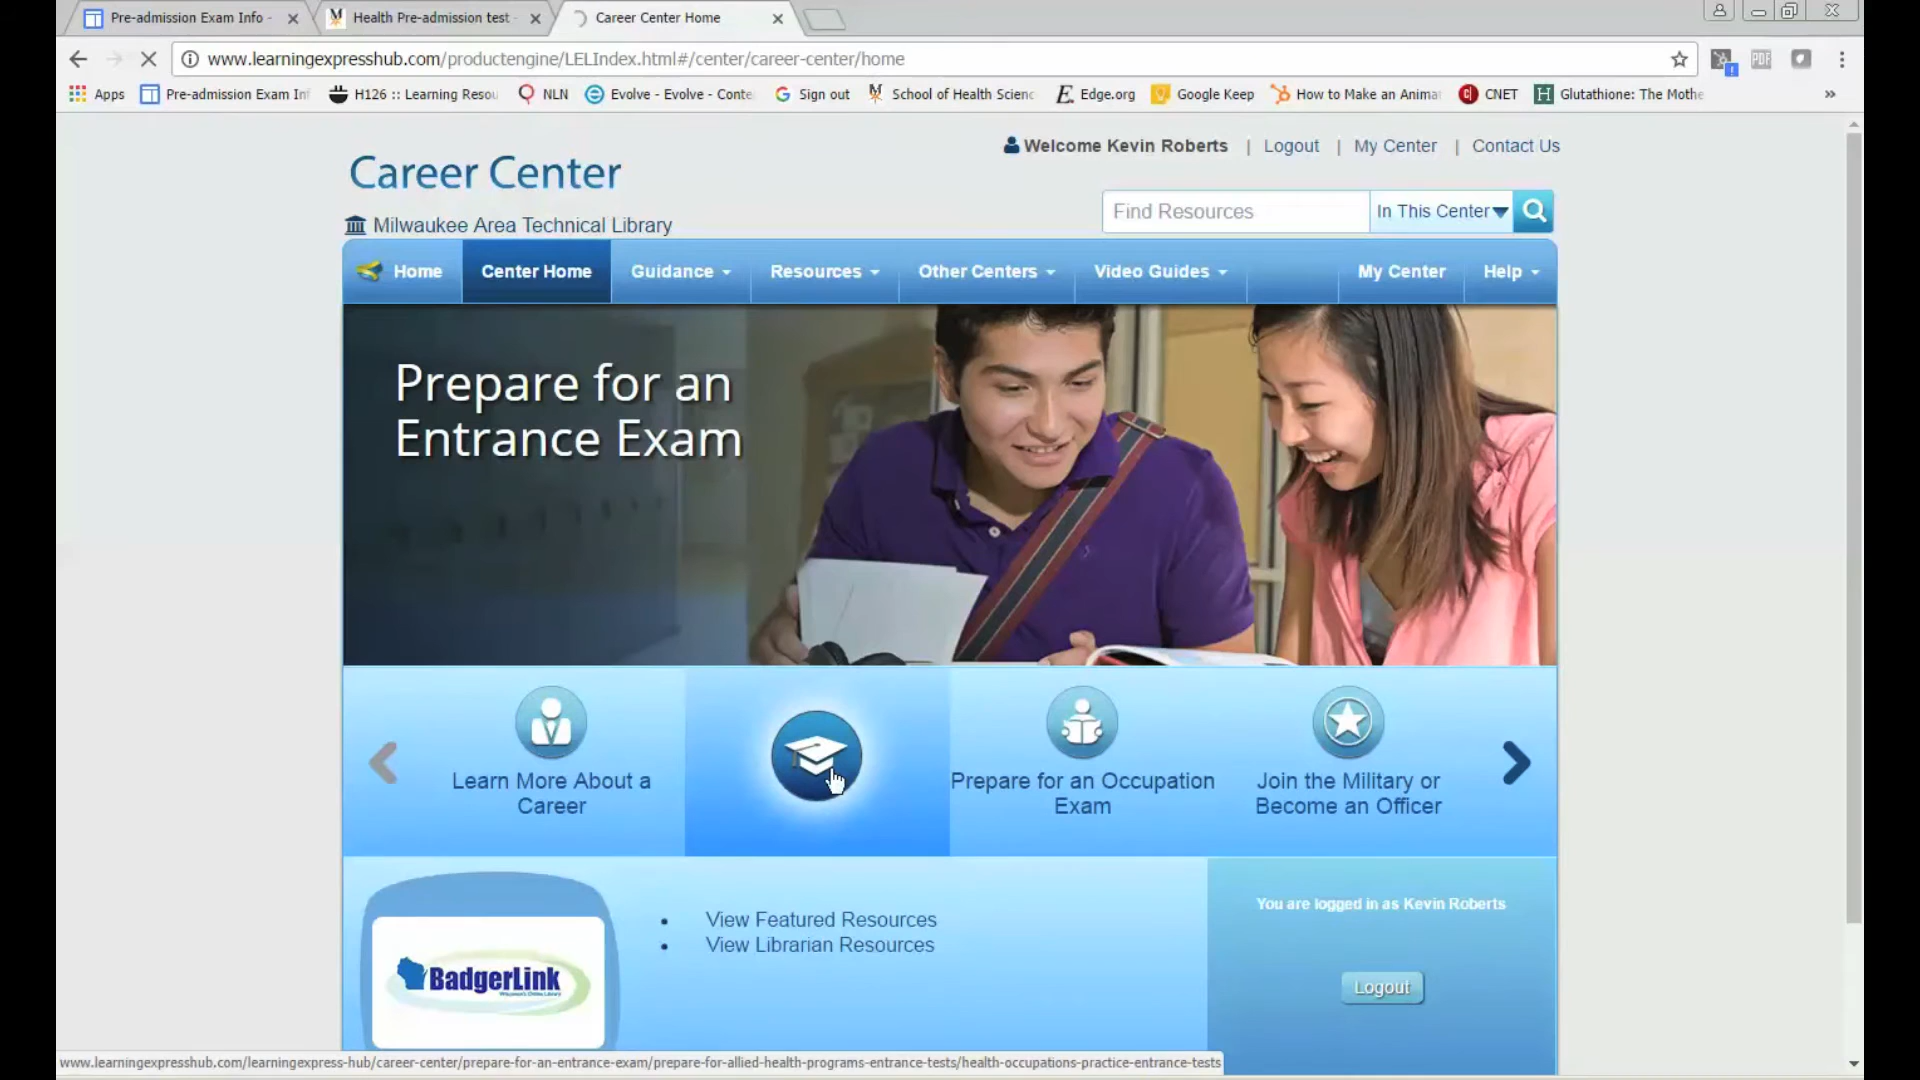 Pre-admission Exam Info -
Health Pre-admission test -
Career Center Home
www.learningexpresshub.com/productengine/LELIndex.html#/center/career-center/home
PDF
Apps
Pre-admission Exam Inf
H126 :: Learning Resou
NLN
Evolve - Evolve - Conte
Sign out
School of Health Scienc
Edge.org
Google Keep
How to Make an Animat
CNET
Glutathione: The Mothe
Welcome Kevin Roberts | Logout | My Center | Contact Us
Career Center
Find Resources
In This Center
Milwaukee Area Technical Library
Home
Center Home
Guidance
Resources
Other Centers
Video Guides
My Center
Help
Prepare for an
Entrance Exam
Learn More About a
Career
Prepare for an Occupation
Exam
Join the Military or
Become an Officer
BadgerLink
Wisconsin's Online Library
• View Featured Resources
• View Librarian Resources
You are logged in as Kevin Roberts
Logout
www.learningexpresshub.com/learningexpress-hub/career-center/prepare-for-an-entrance-exam/prepare-for-allied-health-programs-entrance-tests/health-occupations-practice-entrance-tests